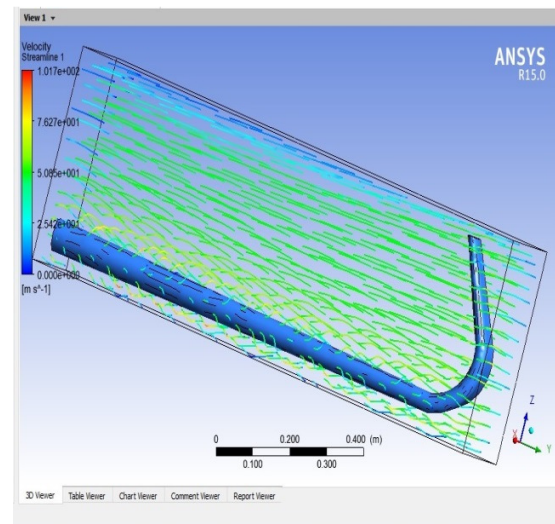 View 1
Velocity
Streamline 1
ANSYS
R15.0
1.017e+002
7.627e+001
5.085e+001
2.542e+001
0.000e+000
[m s^-1]
0 0.200 0.400 (m)
0.100 0.300
Z
X Y
3D Viewer Table Viewer Chart Viewer Comment Viewer Report Viewer